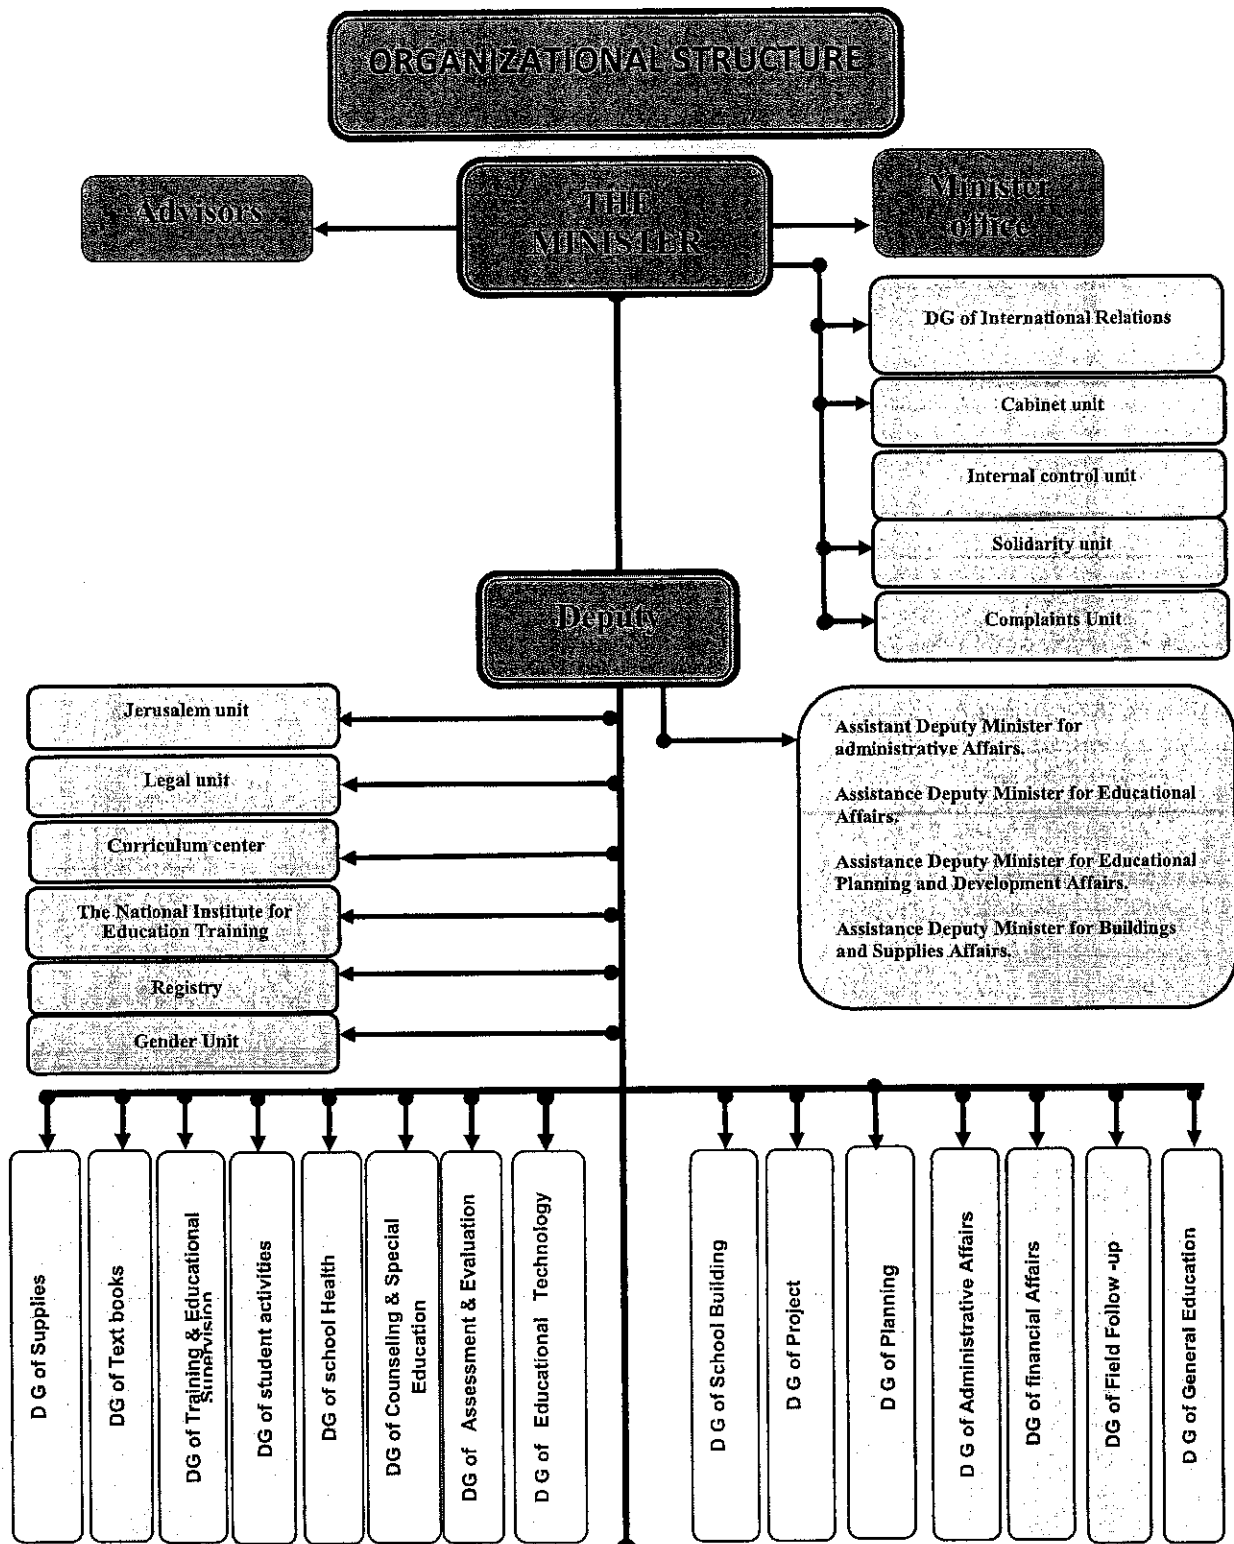 ORGANIZATIONAL STRUCTURE
Advisors
THE
MINISTER
Minister
office
DG of International Relations
Cabinet unit
Internal control unit
Solidarity unit
Complaints Unit
Deputy
Jerusalem unit
Legal unit
Curriculum center
The National Institute for
Education Training
Registry
Gender Unit
Assistant Deputy Minister for
administrative Affairs.
Assistance Deputy Minister for Educational
Affairs.
Assistance Deputy Minister for Educational
Planning and Development Affairs.
Assistance Deputy Minister for Buildings
and Supplies Affairs.
D G of Supplies
DG of Text books
DG of Training & Educational
Supervision
DG of student activities
DG of school Health
DG of Counseling & Special
Education
DG of Assessment & Evaluation
D G of Educational Technology
D G of School Building
D G of Project
D G of Planning
D G of Administrative Affairs
DG of financial Affairs
DG of Field Follow -up
D G of General Education